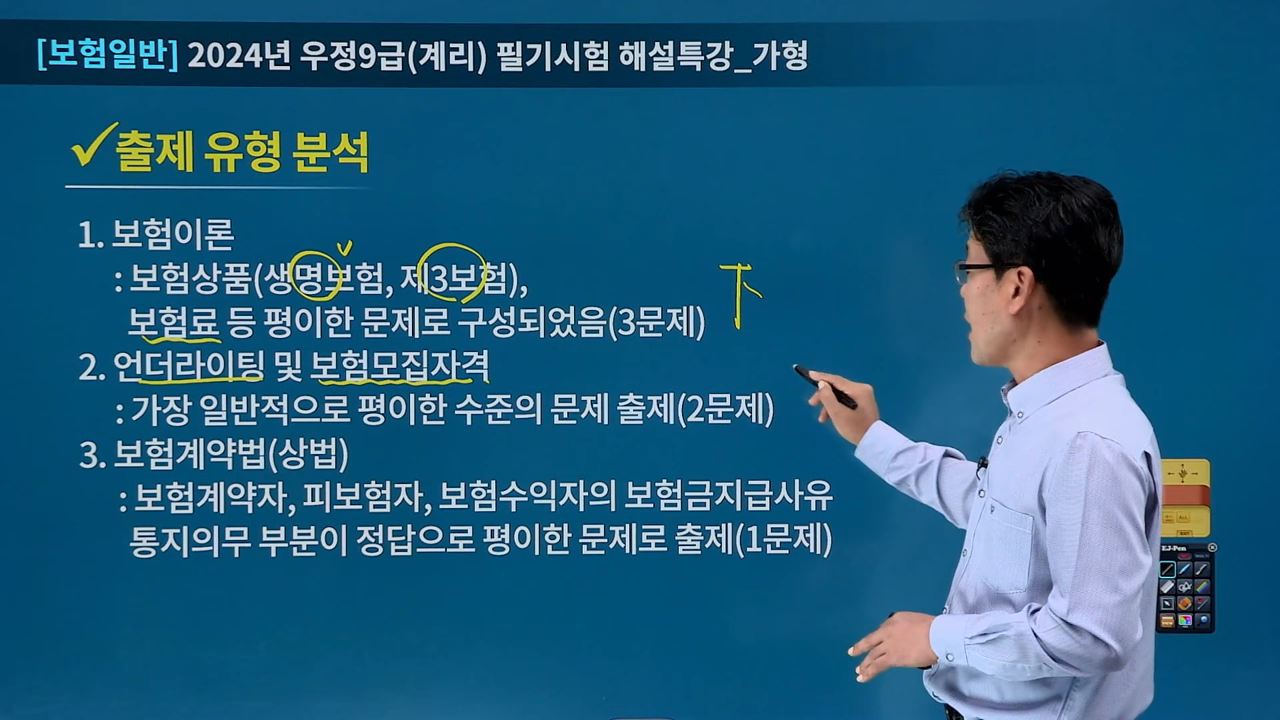 [보험일반] 2024년 우정9급(계리) 필기시험 해설특강_가형
✓출제 유형 분석
1. 보험이론
: 보험상품(생명보험, 제3보험),
보험료 등 평이한 문제로 구성되었음(3문제)
下
2. 언더라이팅 및 보험모집자격
: 가장 일반적으로 평이한 수준의 문제 출제(2문제)
3. 보험계약법(상법)
: 보험계약자, 피보험자, 보험수익자의 보험금지급사유
통지의무 부분이 정답으로 평이한 문제로 출제(1문제)
EJ-Pen